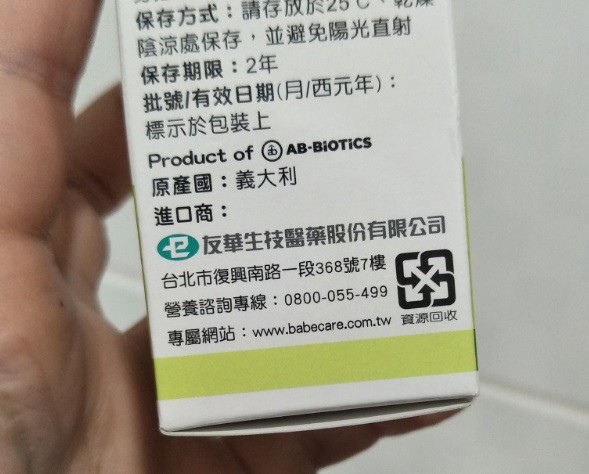 保存方式：請存放於25℃、乾燥
陰涼處保存，並避免陽光直射
保存期限：2年
批號/有效日期(月/西元年)：
標示於包裝上
Product of AB-BIOTICS
原產國：義大利
進口商：
友華生技醫藥股份有限公司
台北市復興南路一段368號7樓
營養諮詢專線：0800-055-499
專屬網站：www.babecare.com.tw
資源回收